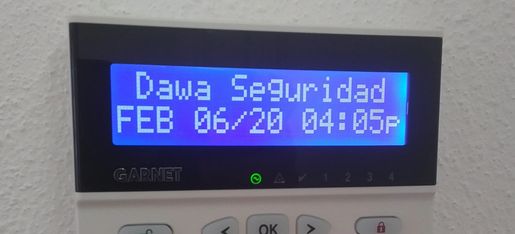 Dawa Seguridad
FEB 06/20 04:05p
GARNET
1 2 3 4
OK